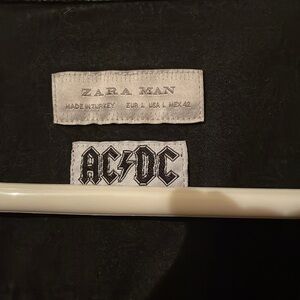 ZARA MAN
MADE IN TURKEY EUR L USA L MEX 42
AC⚡DC